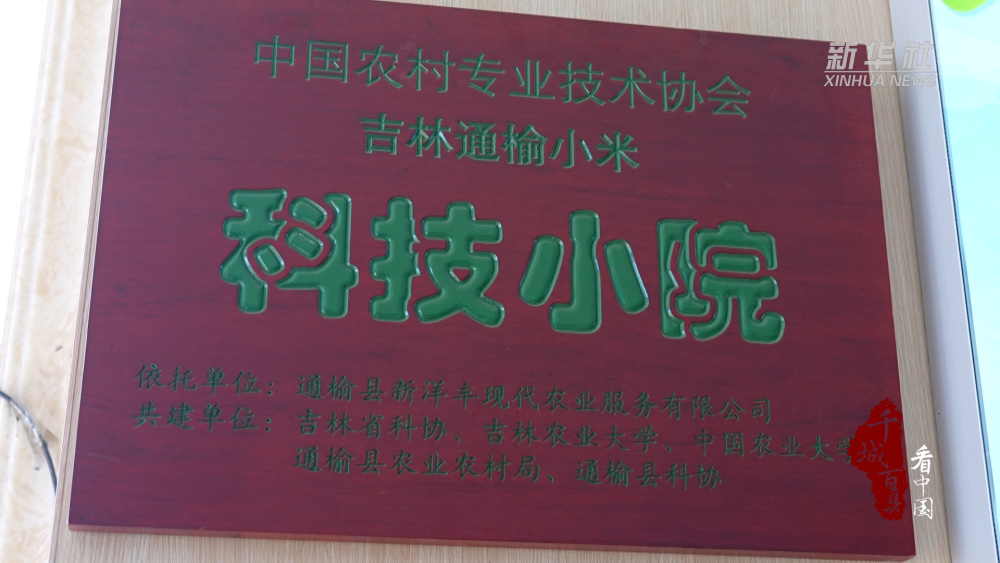 新华社
XINHUA NEWS
中国农村专业技术协会
吉林通榆小米
科技小院
依托单位：通榆县新洋丰现代农业服务有限公司
共建单位：吉林省科协、吉林农业大学、中国农业大学
通榆县农业农村局、通榆县科协
千城百县
看中国